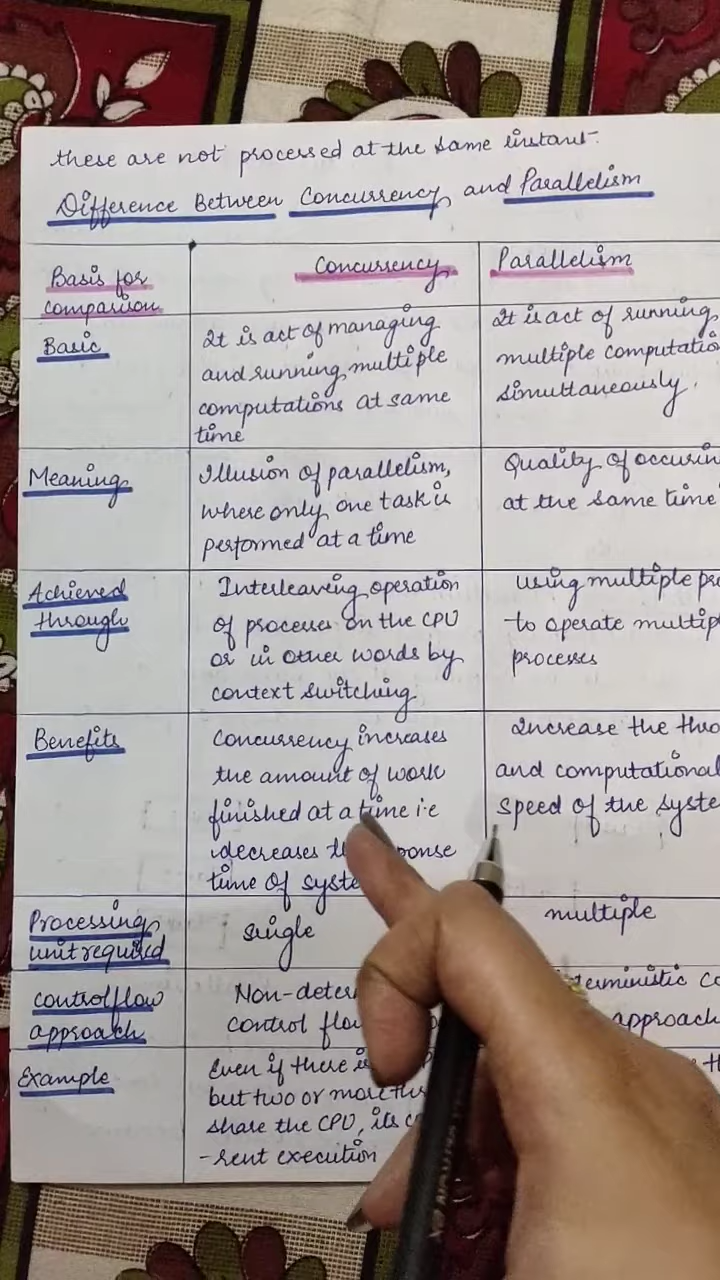 these are not processed at the same instant.
Difference Between Concurrency and Parallelism
Basis for
comparison
Concurrency
Parallelism
Basic
It is act of managing
and running multiple
computations at same
time
It is act of running
multiple
simultaneously.
Meaning
Illusion of parallelism,
where only one task is
performed at a time
Quality of occurin
at the same time
Achieved
through
Interleaving operation
of processes on the CPU
or in other words by
context switching
using multiple
to operate
processes
Benefits
Concurrency increases
the amount of work
finished at a time i.e
decreases
time of
Increase the
and computational
speed of the
Processing
unit required
single
multiple
control flow
approach
control
approach
Example
Even if there is
but two or more
share the CPU, its
-rent execution